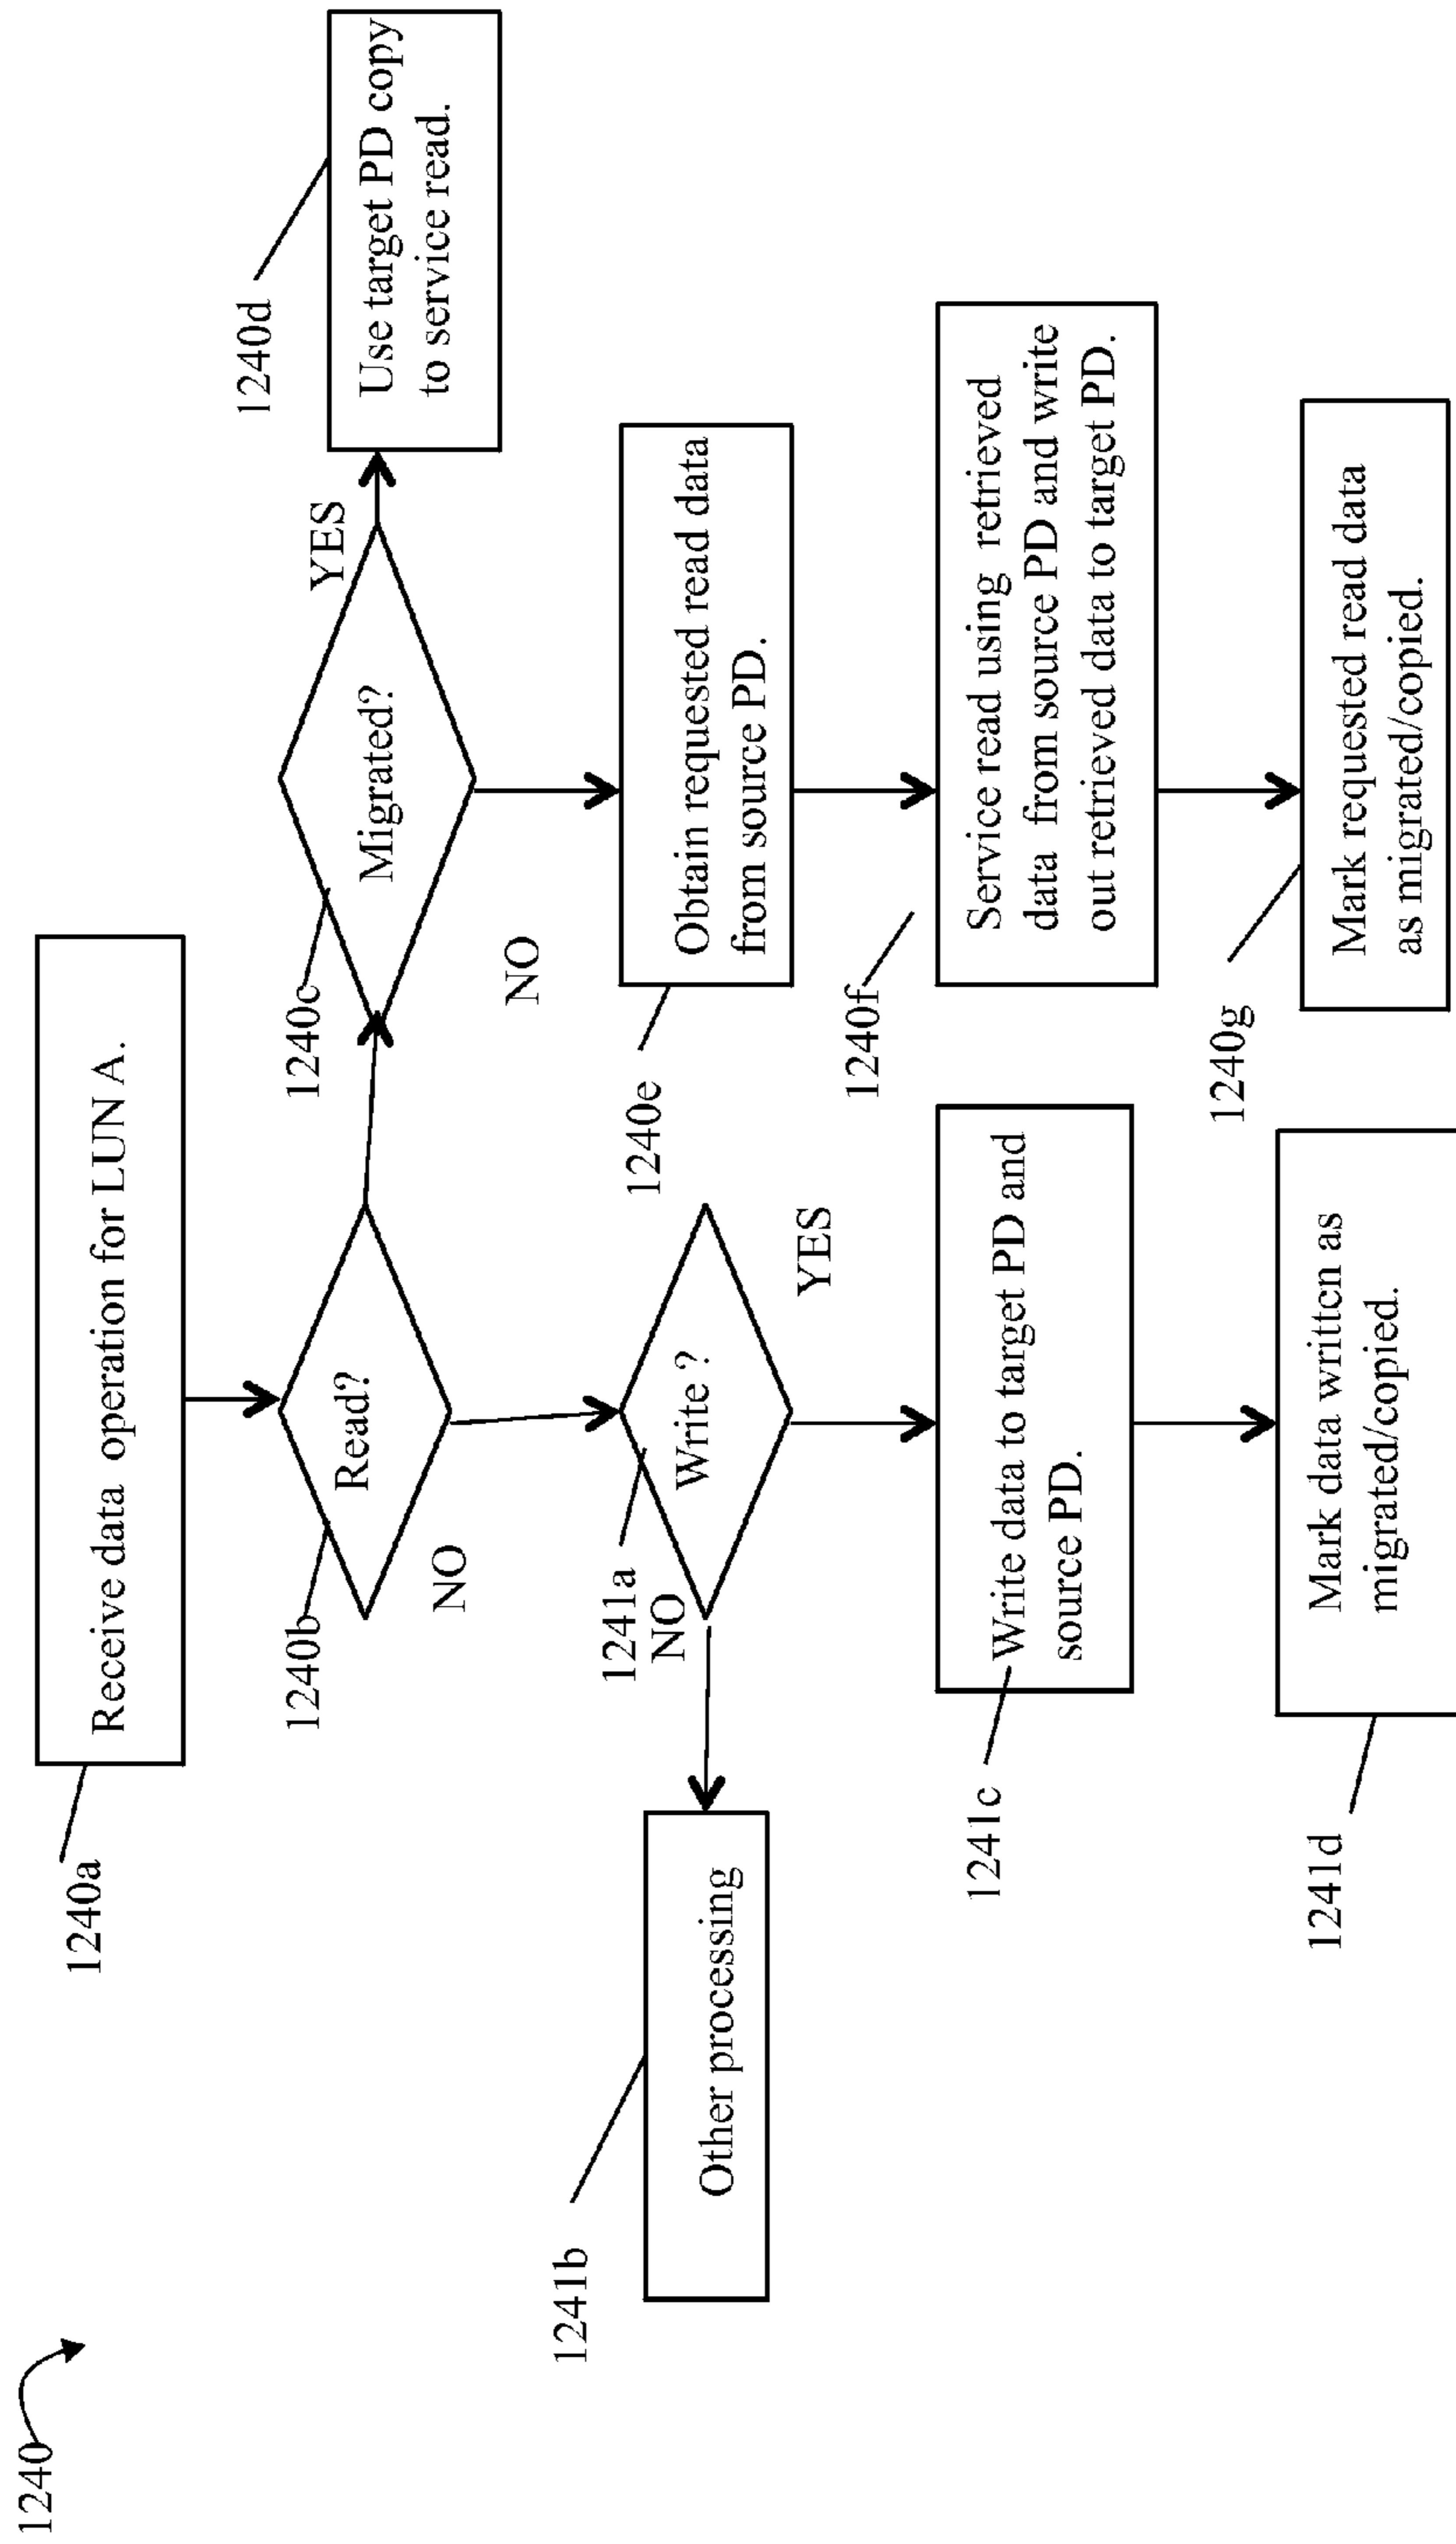 1240
1240a
Receive data operation for LUN A.
1240b
Read?
NO
1240c
Migrated?
YES
1240d
Use target PD copy
to service read.
NO
1241a
NO
Write ?
YES
1241b
Other processing
1240e
Obtain requested read data
from source PD.
1241c
Write data to target PD and
source PD.
1240f
Service read using retrieved
data from source PD and write
out retrieved data to target PD.
1241d
Mark data written as
migrated/copied.
1240g
Mark requested read data
as migrated/copied.